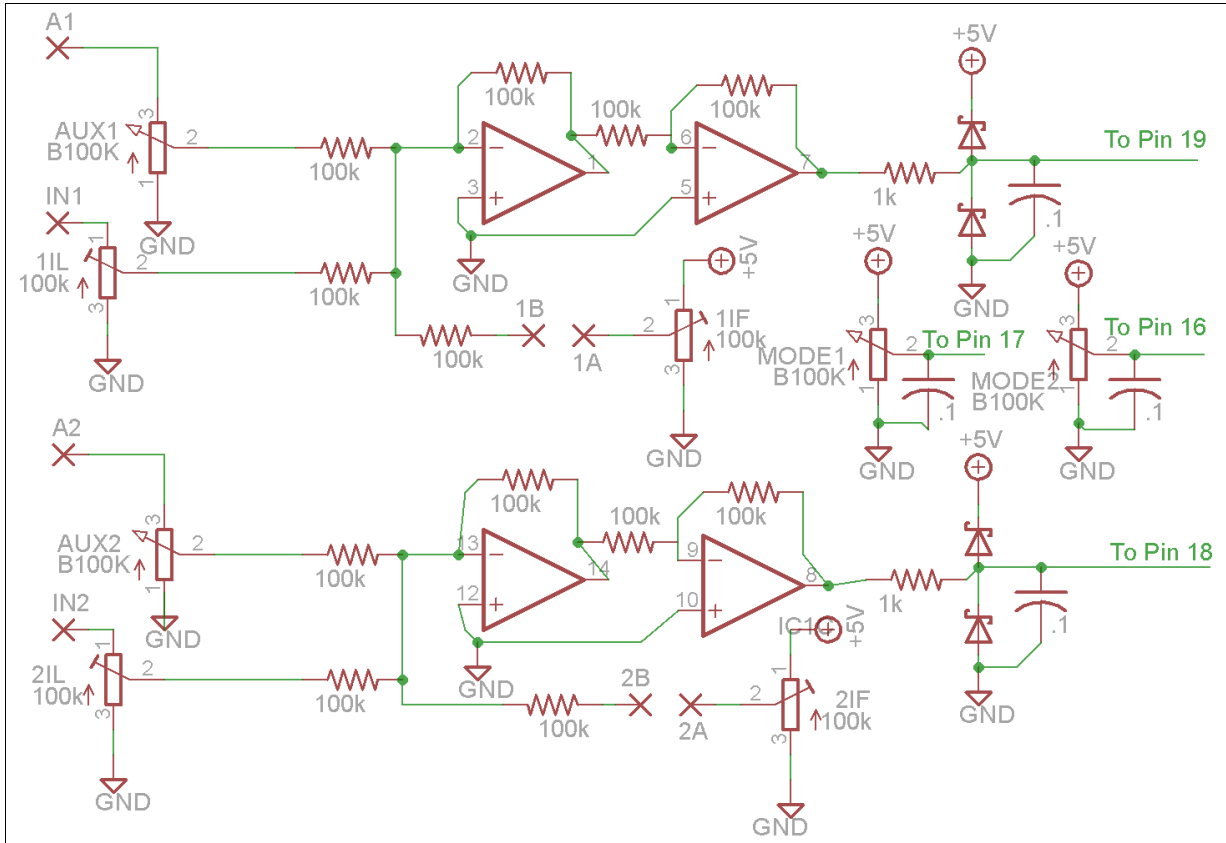 A1
3
AUX1
B100K
2
1
GND
IN1
1
1IL
100k
2
3
GND
100k
100k
100k
100k
2
3
1
100k
100k
6
5
7
GND
1B
1A
2
1
3
1IF
100k
+5V
GND
1k
+5V
.1
GND
To Pin 19
+5V
3
2
1
MODE1
B100K
To Pin 17
.1
GND
+5V
3
2
1
MODE2
B100K
To Pin 16
.1
GND
A2
3
AUX2
B100K
2
1
GND
IN2
1
2IL
100k
2
3
GND
100k
100k
100k
100k
13
12
14
100k
100k
9
10
8
IC1C
GND
2B
2A
2
1
3
2IF
100k
+5V
GND
1k
+5V
.1
GND
To Pin 18